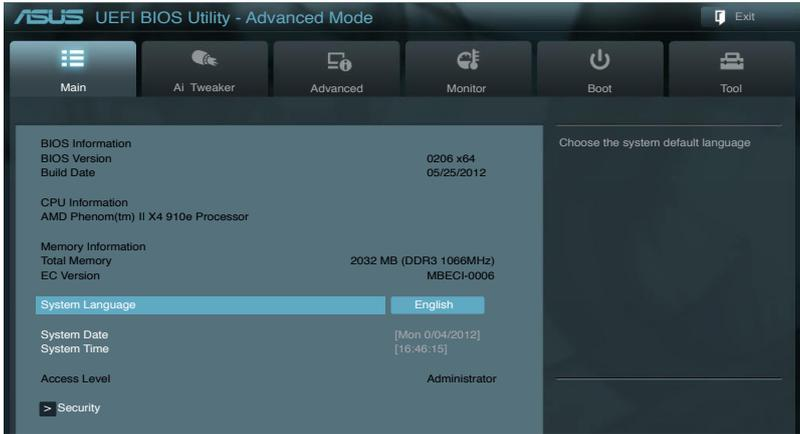 ASUS UEFI BIOS Utility - Advanced Mode
Exit
Main
Ai Tweaker
Advanced
Monitor
Boot
Tool
BIOS Information
BIOS Version 0206 x64
Build Date 05/25/2012
CPU Information
AMD Phenom(tm) II X4 910e Processor
Memory Information
Total Memory 2032 MB (DDR3 1066MHz)
EC Version MBECI-0006
System Language English
System Date [Mon 0/04/2012]
System Time [16:46:15]
Access Level Administrator
> Security
Choose the system default language